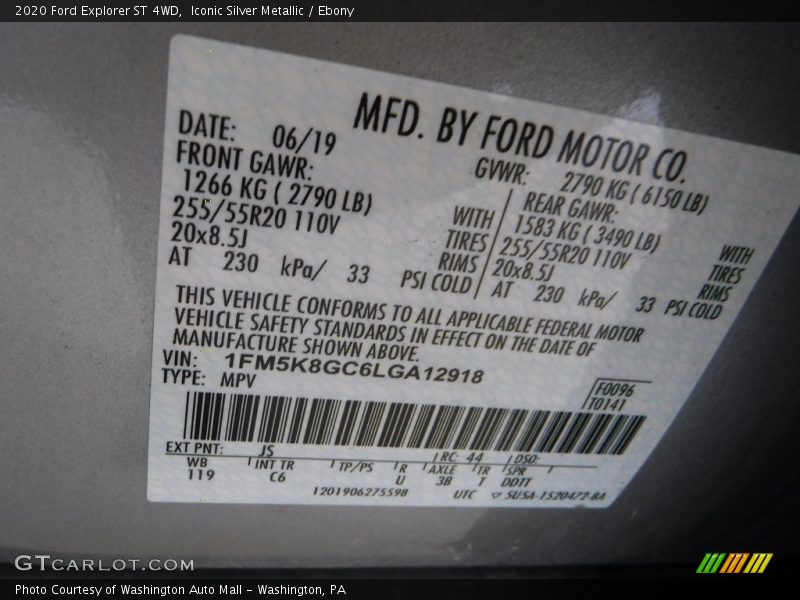 2020 Ford Explorer ST 4WD, Iconic Silver Metallic / Ebony
MFD. BY FORD MOTOR CO.
DATE: 06/19
GVWR: 2790 KG ( 6150 LB)
FRONT GAWR:
1266 KG ( 2790 LB)
255/55R20 110V
20x8.5J
WITH
TIRES
RIMS
AT 230 kPa/ 33 PSI COLD
REAR GAWR:
1583 KG ( 3490 LB)
255/55R20 110V
20x8.5J
WITH
TIRES
RIMS
AT 230 kPa/ 33 PSI COLD
THIS VEHICLE CONFORMS TO ALL APPLICABLE FEDERAL MOTOR
VEHICLE SAFETY STANDARDS IN EFFECT ON THE DATE OF
MANUFACTURE SHOWN ABOVE.
VIN: 1FM5K8GC6LGA12918
TYPE: MPV
F0096
T0141
EXT PNT: JS RC: 44 DSO:
WB INT TR TP/PS R AXLE TR SPR
119 C6 U 3B T DDTT
1201906275598 UTC ▽ 5U5A-1520472-BA
GTCARLOT.COM
Photo Courtesy of Washington Auto Mall - Washington, PA